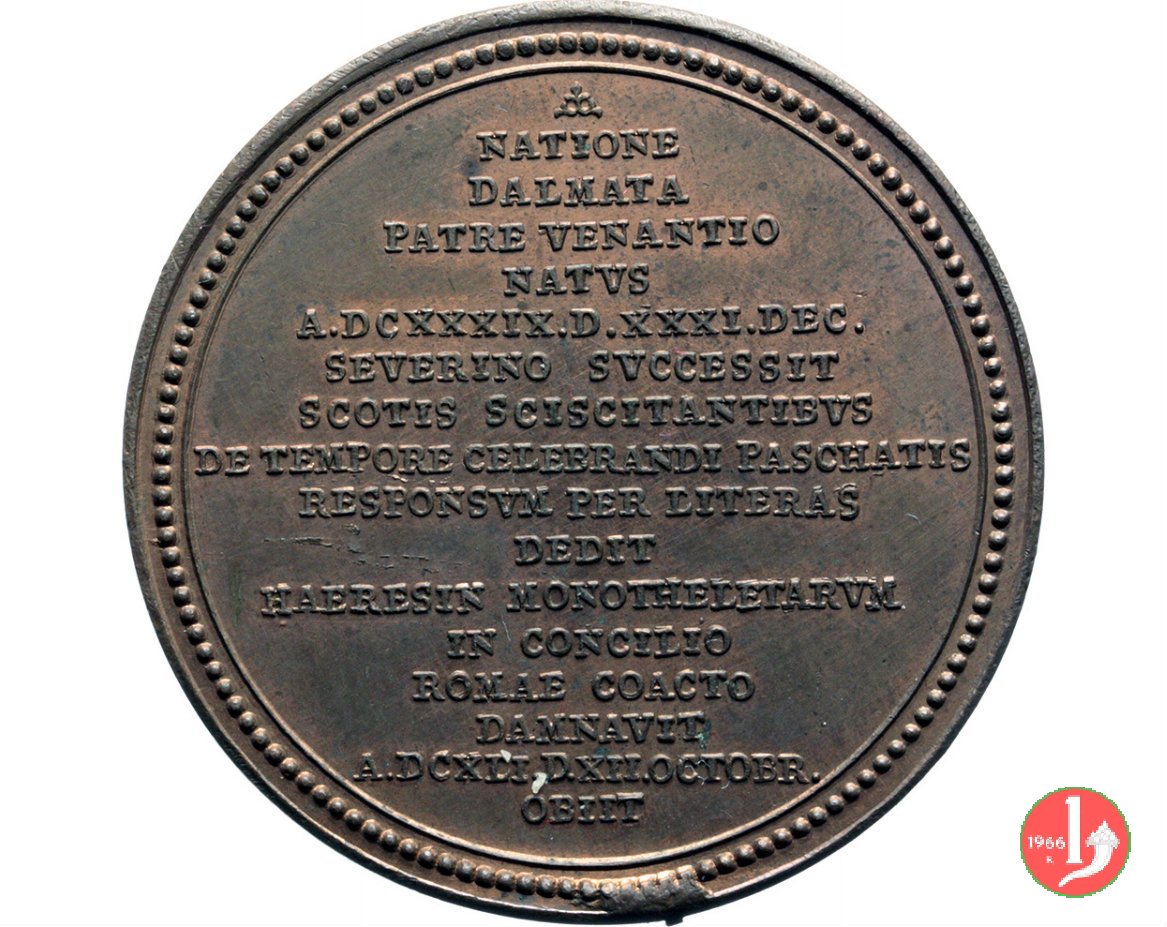 NATIONE
DALMATA
PATRE VENANTIO
NATVS
A.DCXXXIX.D.XXXI.DEC.
SEVERINO SVCCESSIT
SCOTIS SCISCITANTIBVS
DE TEMPORE CELEBRANDI PASCHATIS
RESPONSVM PER LITERAS
DEDIT
HAERESIN MONOTHELETARVM
IN CONCILIO
ROMAE COACTO
DAMNAVIT
A.DCXLI.D.XII.OCTOBR.
OBIIT
1966
R.